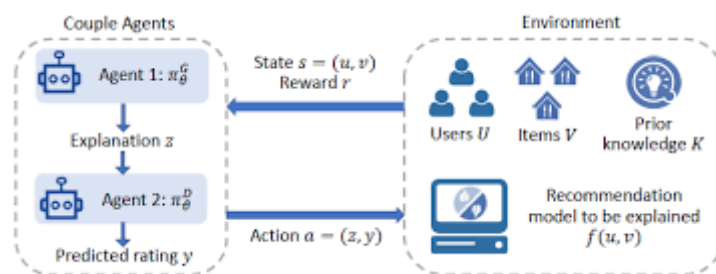 Couple Agents
Agent 1: π_θ^G
Explanation z
Agent 2: π_θ^D
Predicted rating y
State s = (u, v)
Reward r
Action a = (z, y)
Environment
Users U
Items V
Prior
knowledge K
Recommendation
model to be explained
f(u, v)